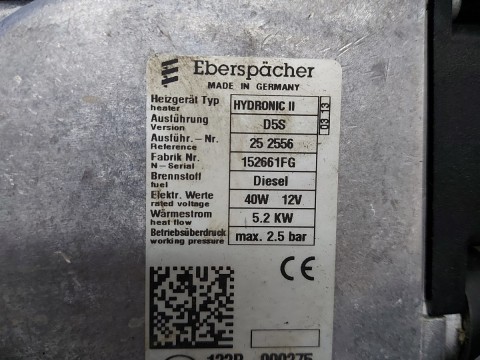 Eberspächer
MADE IN GERMANY
Heizgerät Typ HYDRONIC II
heater
03 13
Ausführung D5S
Version
Ausführ.- Nr. 25 2556
Reference
Fabrik Nr. 152661FG
N - Serial
Brennstoff Diesel
fuel
Elektr. Werte 40W 12V
rated voltage
Wärmestrom 5.2 KW
heat flow
Betriebsüberdruck max. 2.5 bar
working pressure
CE
122R